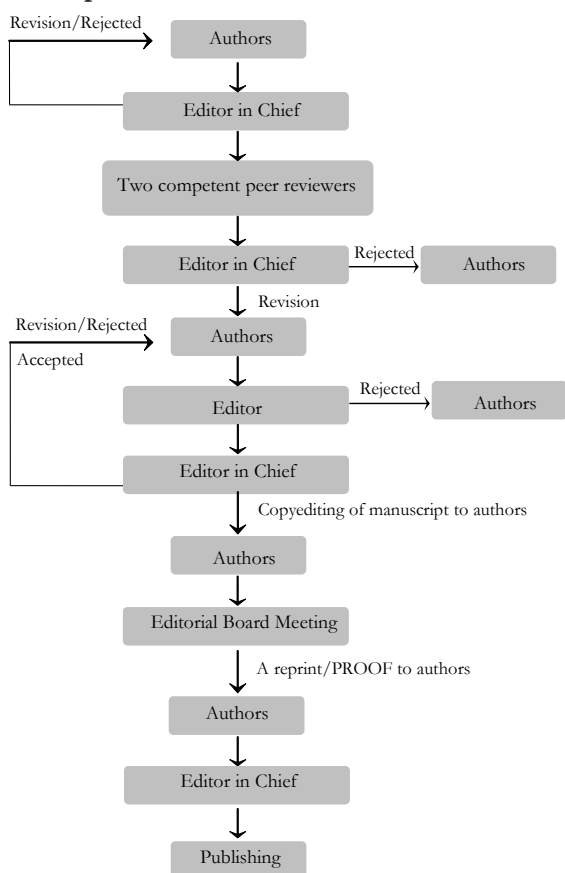 Revision/Rejected
Authors
Editor in Chief
Two competent peer reviewers
Editor in Chief
Rejected
Authors
Revision
Revision/Rejected
Accepted
Authors
Editor
Rejected
Authors
Editor in Chief
Copyediting of manuscript to authors
Authors
Editorial Board Meeting
A reprint/PROOF to authors
Authors
Editor in Chief
Publishing